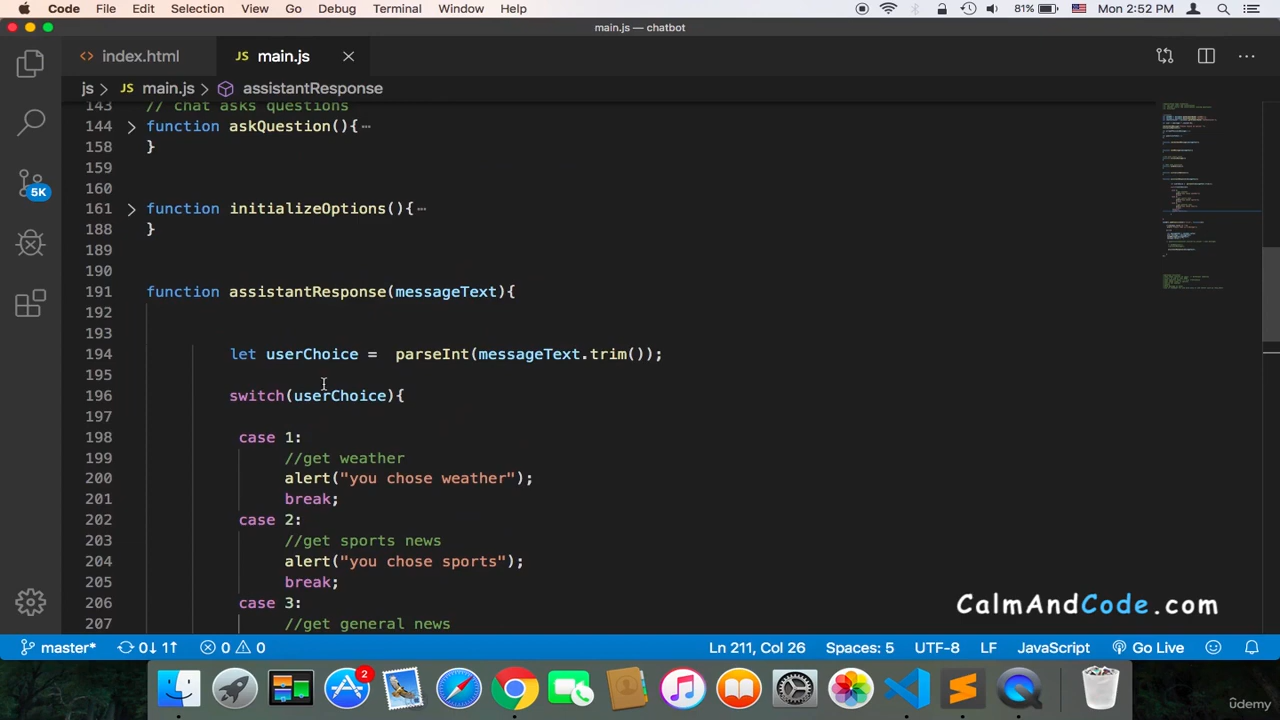 Code File Edit Selection View Go Debug Terminal Window Help 81% Mon 2:52 PM
main.js — chatbot
index.html JS main.js
js > JS main.js > assistantResponse
143 // chat asks questions
144 function askQuestion(){…
158 }
159
160
161 function initializeOptions(){…
188 }
189
190
191 function assistantResponse(messageText){
192
193
194 let userChoice = parseInt(messageText.trim());
195
196 switch(userChoice){
197
198 case 1:
199 //get weather
200 alert("you chose weather");
201 break;
202 case 2:
203 //get sports news
204 alert("you chose sports");
205 break;
206 case 3:
207 //get general news
5K
CalmAndCode.com
master* 0↓ 1↑ 0 0 Ln 211, Col 26 Spaces: 5 UTF-8 LF JavaScript Go Live
2
ûdemy